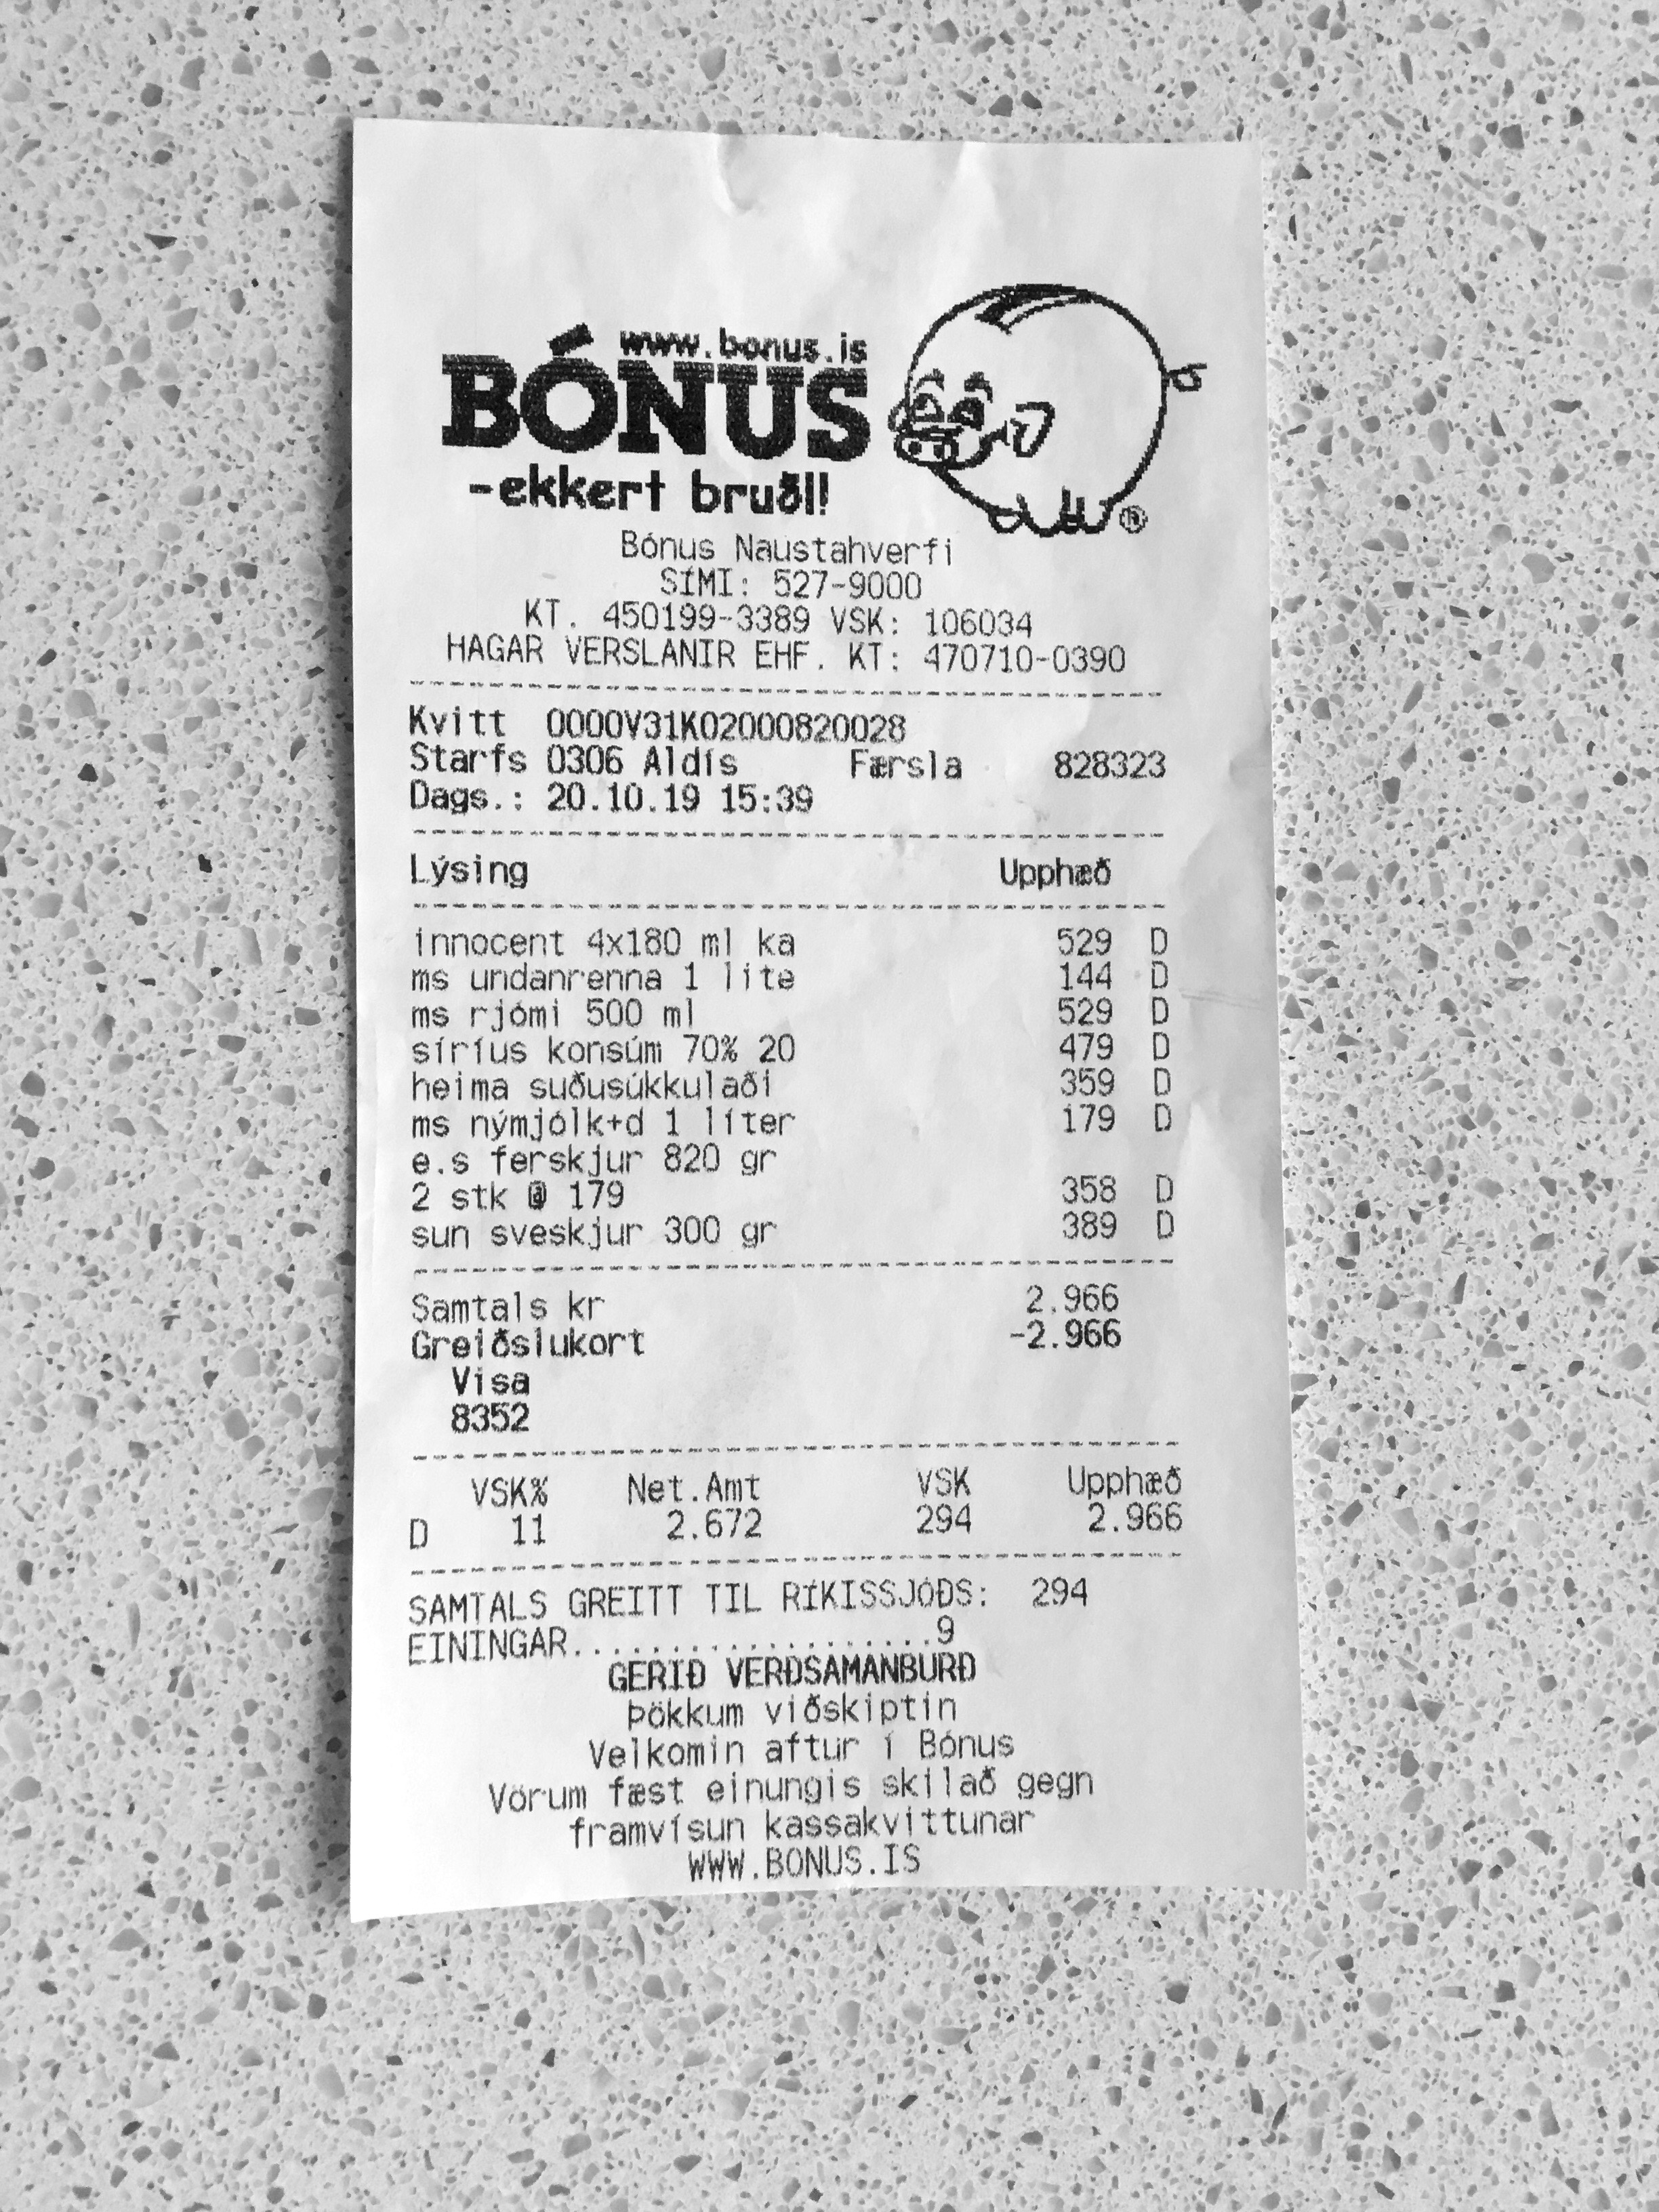 www.bonus.is
BÓNUS
-ekkert bruðl!
®
Bónus Naustahverfi
SÍMI: 527-9000
KT. 450199-3389 VSK: 106034
HAGAR VERSLANIR EHF. KT: 470710-0390
Kvitt 0000V31K02000820028
Starfs 0306 Aldís Færsla 828323
Dags.: 20.10.19 15:39
Lýsing Upphæð
innocent 4x180 ml ka 529 D
ms undanrenna 1 líte 144 D
ms rjómi 500 ml 529 D
síríus konsúm 70% 20 479 D
heima suðusúkkulaði 359 D
ms nýmjólk+d 1 líter 179 D
e.s ferskjur 820 gr
2 stk @ 179 358 D
sun sveskjur 300 gr 389 D
Samtals kr 2.966
Greiðslukort -2.966
Visa
8352
VSK% Net.Amt VSK Upphæð
D 11 2.672 294 2.966
SAMTALS GREITT TIL RÍKISSJÓÐS: 294
EININGAR...................9
GERIÐ VERÐSAMANBURÐ
Þökkum viðskiptin
Velkomin aftur í Bónus
Vörum fæst einungis skilað gegn
framvísun kassakvittunar
WWW.BONUS.IS